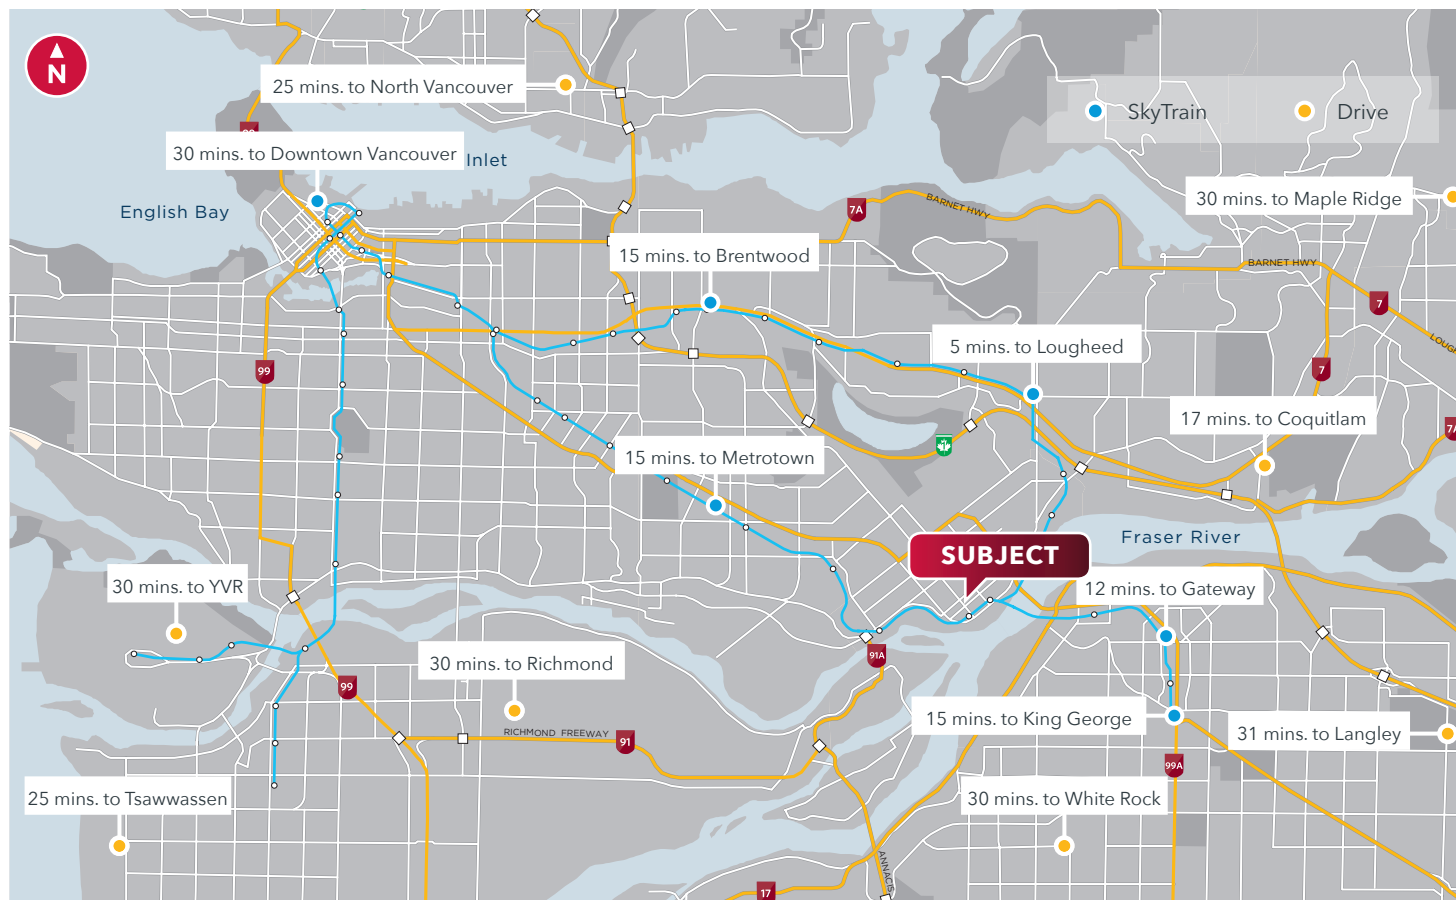 N
25 mins. to North Vancouver
SkyTrain
Drive
30 mins. to Downtown Vancouver
Inlet
30 mins. to Maple Ridge
English Bay
7A
BARNET HWY
15 mins. to Brentwood
BARNET HWY
7
5 mins. to Lougheed
99
7
17 mins. to Coquitlam
15 mins. to Metrotown
Fraser River
SUBJECT
30 mins. to YVR
12 mins. to Gateway
91A
30 mins. to Richmond
99
15 mins. to King George
31 mins. to Langley
RICHMOND FREEWAY
91
99A
25 mins. to Tsawwassen
30 mins. to White Rock
ANNACIS
17